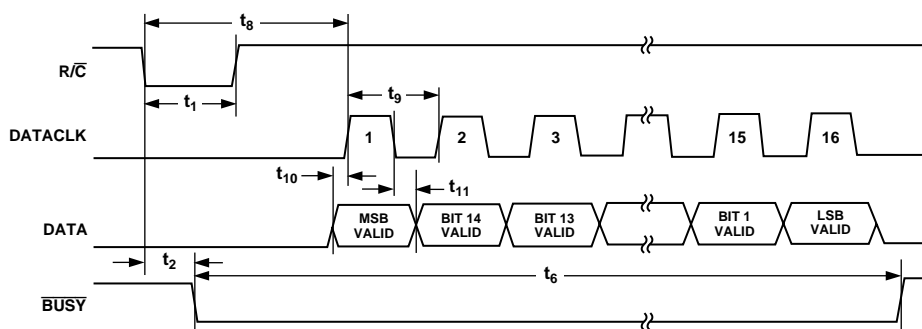 t8
R/C̅
t1
t9
DATACLK
1
2
3
15
16
t10
t11
DATA
MSB
VALID
BIT 14
VALID
BIT 13
VALID
BIT 1
VALID
LSB
VALID
t2
t6
B̅U̅S̅Y̅